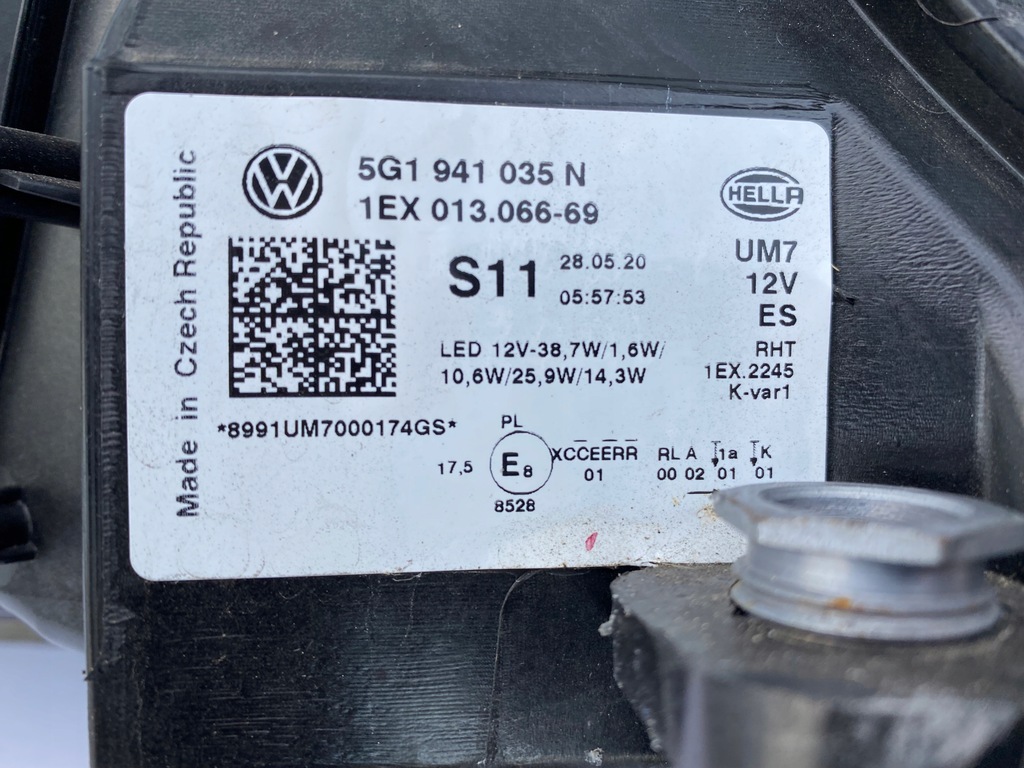 Made in Czech Republic
5G1 941 035 N
1EX 013.066-69
HELLA
S11
28.05.20
05:57:53
UM7
12V
ES
LED 12V-38,7W/1,6W/
10,6W/25,9W/14,3W
RHT
1EX.2245
K-var1
*8991UM7000174GS*
PL
17,5
E8
8528
XCCEERR
01
RL A 1a K
00 02 01 01